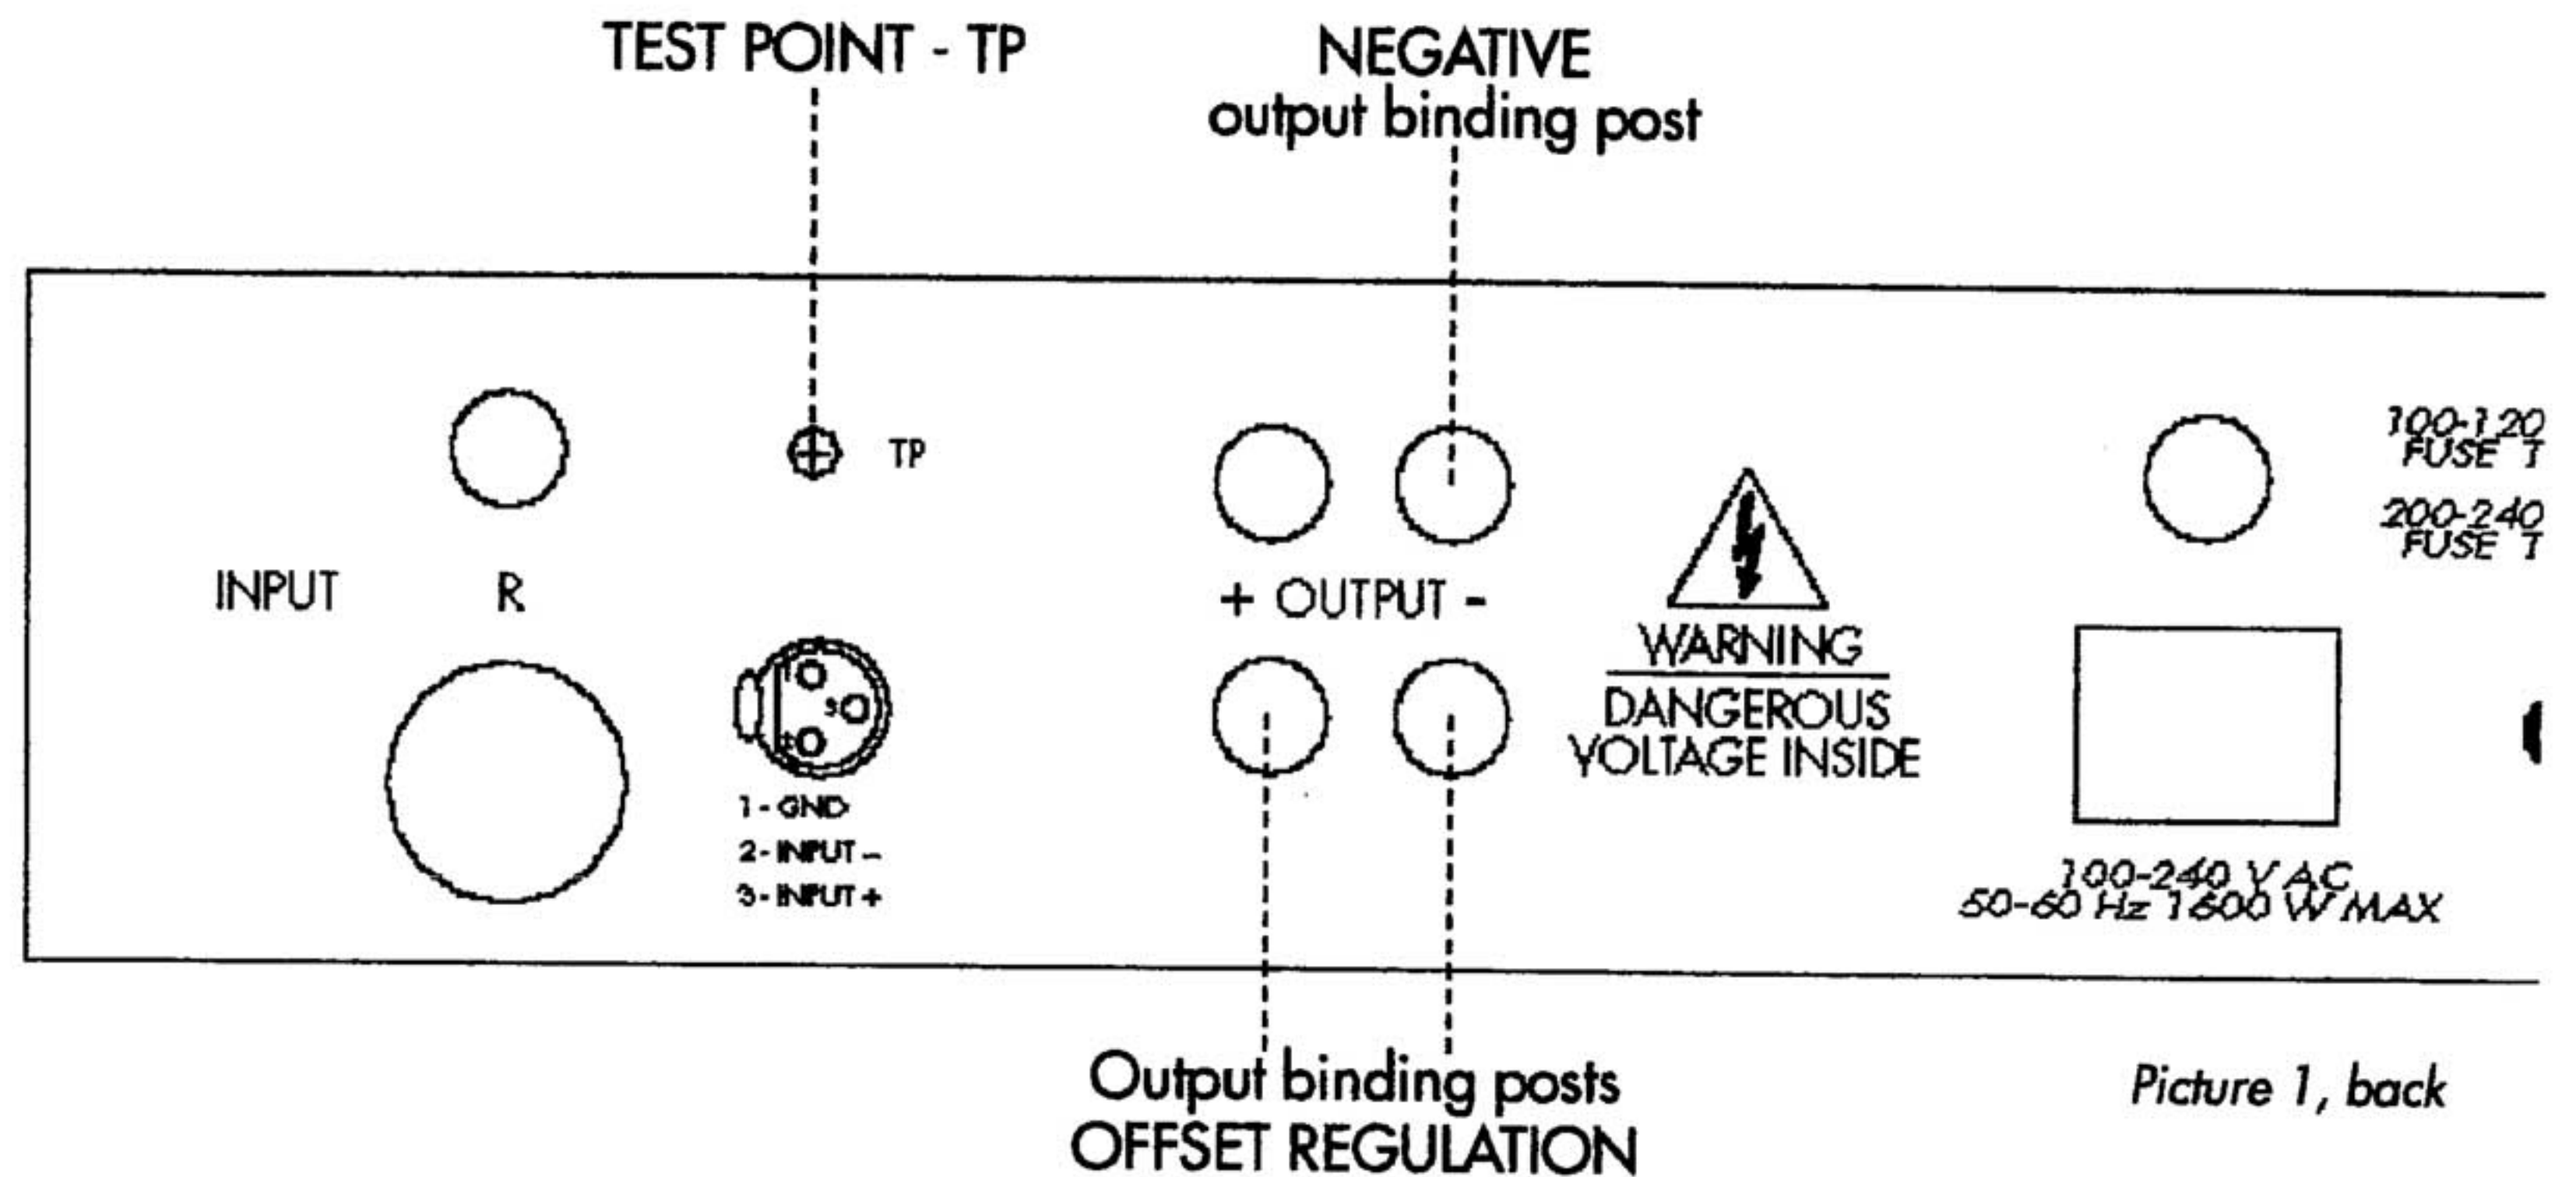 TEST POINT - TP
NEGATIVE
output binding post
100-120
FUSE T
TP
200-240
FUSE T
INPUT R
+ OUTPUT -
WARNING
DANGEROUS
VOLTAGE INSIDE
3
1 - GND
2 - INPUT -
3 - INPUT +
100-240 V AC
50-60 Hz 1600 W MAX
Output binding posts
OFFSET REGULATION
Picture 1, back